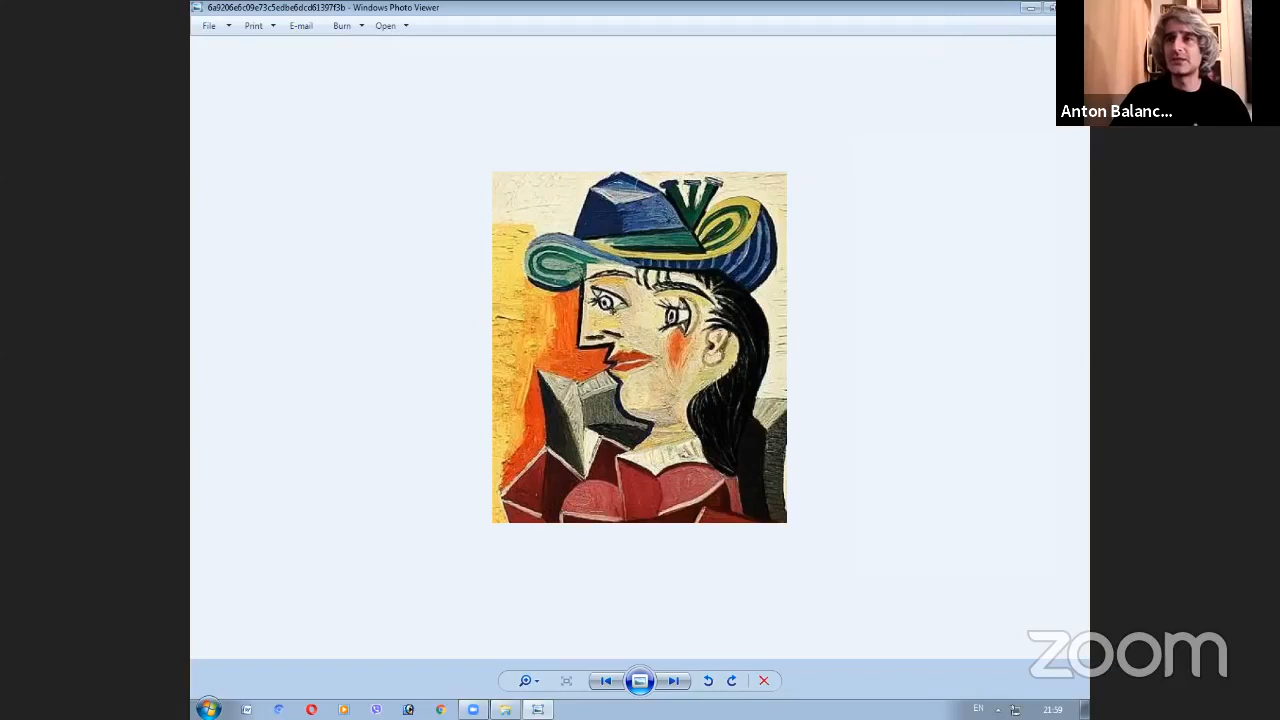 6a9206e6c09e73c5edbe6dcd61397f3b - Windows Photo Viewer
File Print E-mail Burn Open
Anton Balanc...
zoom
EN 21:59